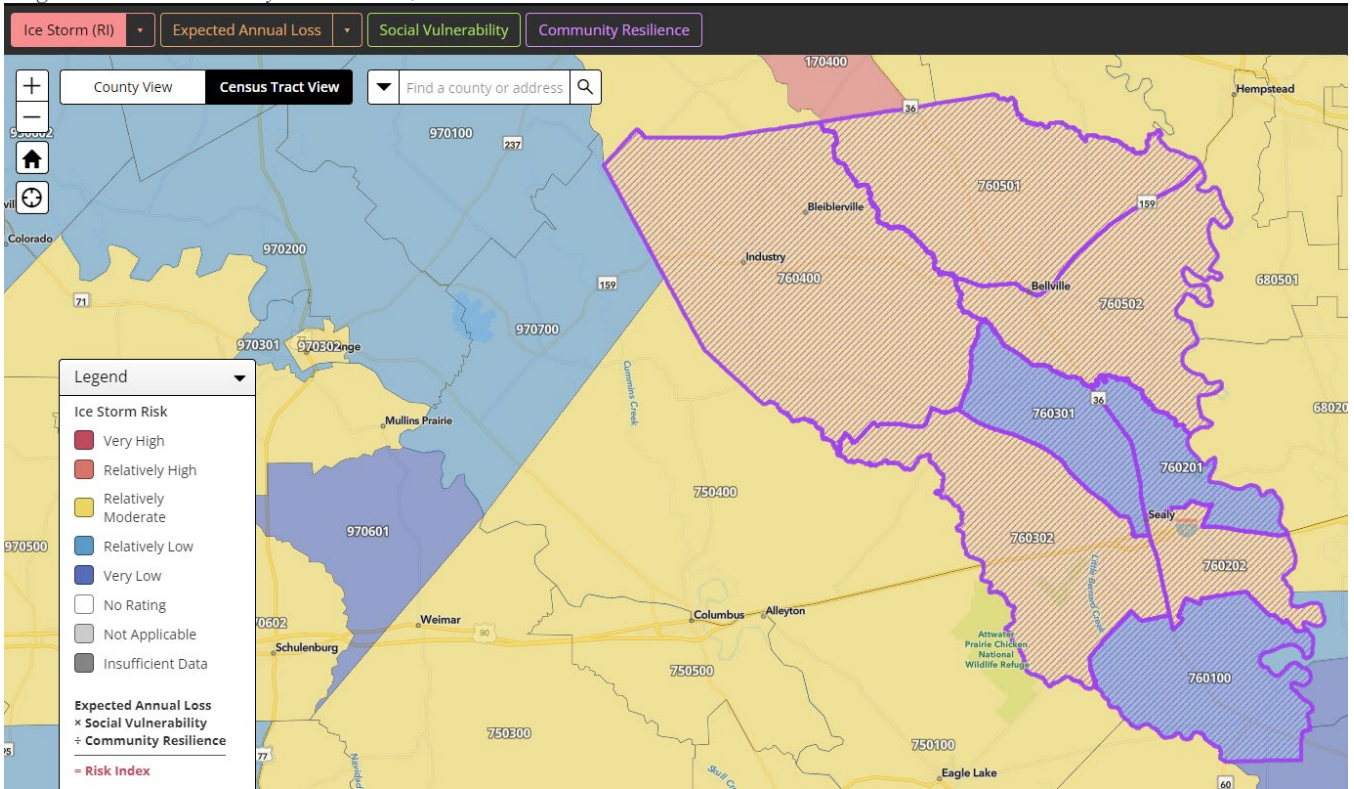 Ice Storm (RI)
Expected Annual Loss
Social Vulnerability
Community Resilience
County View
Census Tract View
Find a county or address
170400
36
Hempstead
970100
237
760501
Bleiblerville
159
Colorado
970200
Industry
760400
159
Bellville
760502
680501
71
970700
970301
970302
Cummins Creek
Legend
Ice Storm Risk
Very High
Relatively High
Relatively
Moderate
Relatively Low
Very Low
No Rating
Not Applicable
Insufficient Data
Expected Annual Loss
× Social Vulnerability
÷ Community Resilience
= Risk Index
Mullins Prairie
760301
36
760201
750400
Sealy
970500
970601
760302
760202
Little Bernard Creek
Weimar
90
Columbus
Alleyton
Schulenburg
Attwater
Prairie Chicken
National
Wildlife Refuge
750500
760100
750300
750100
77
Eagle Lake
60